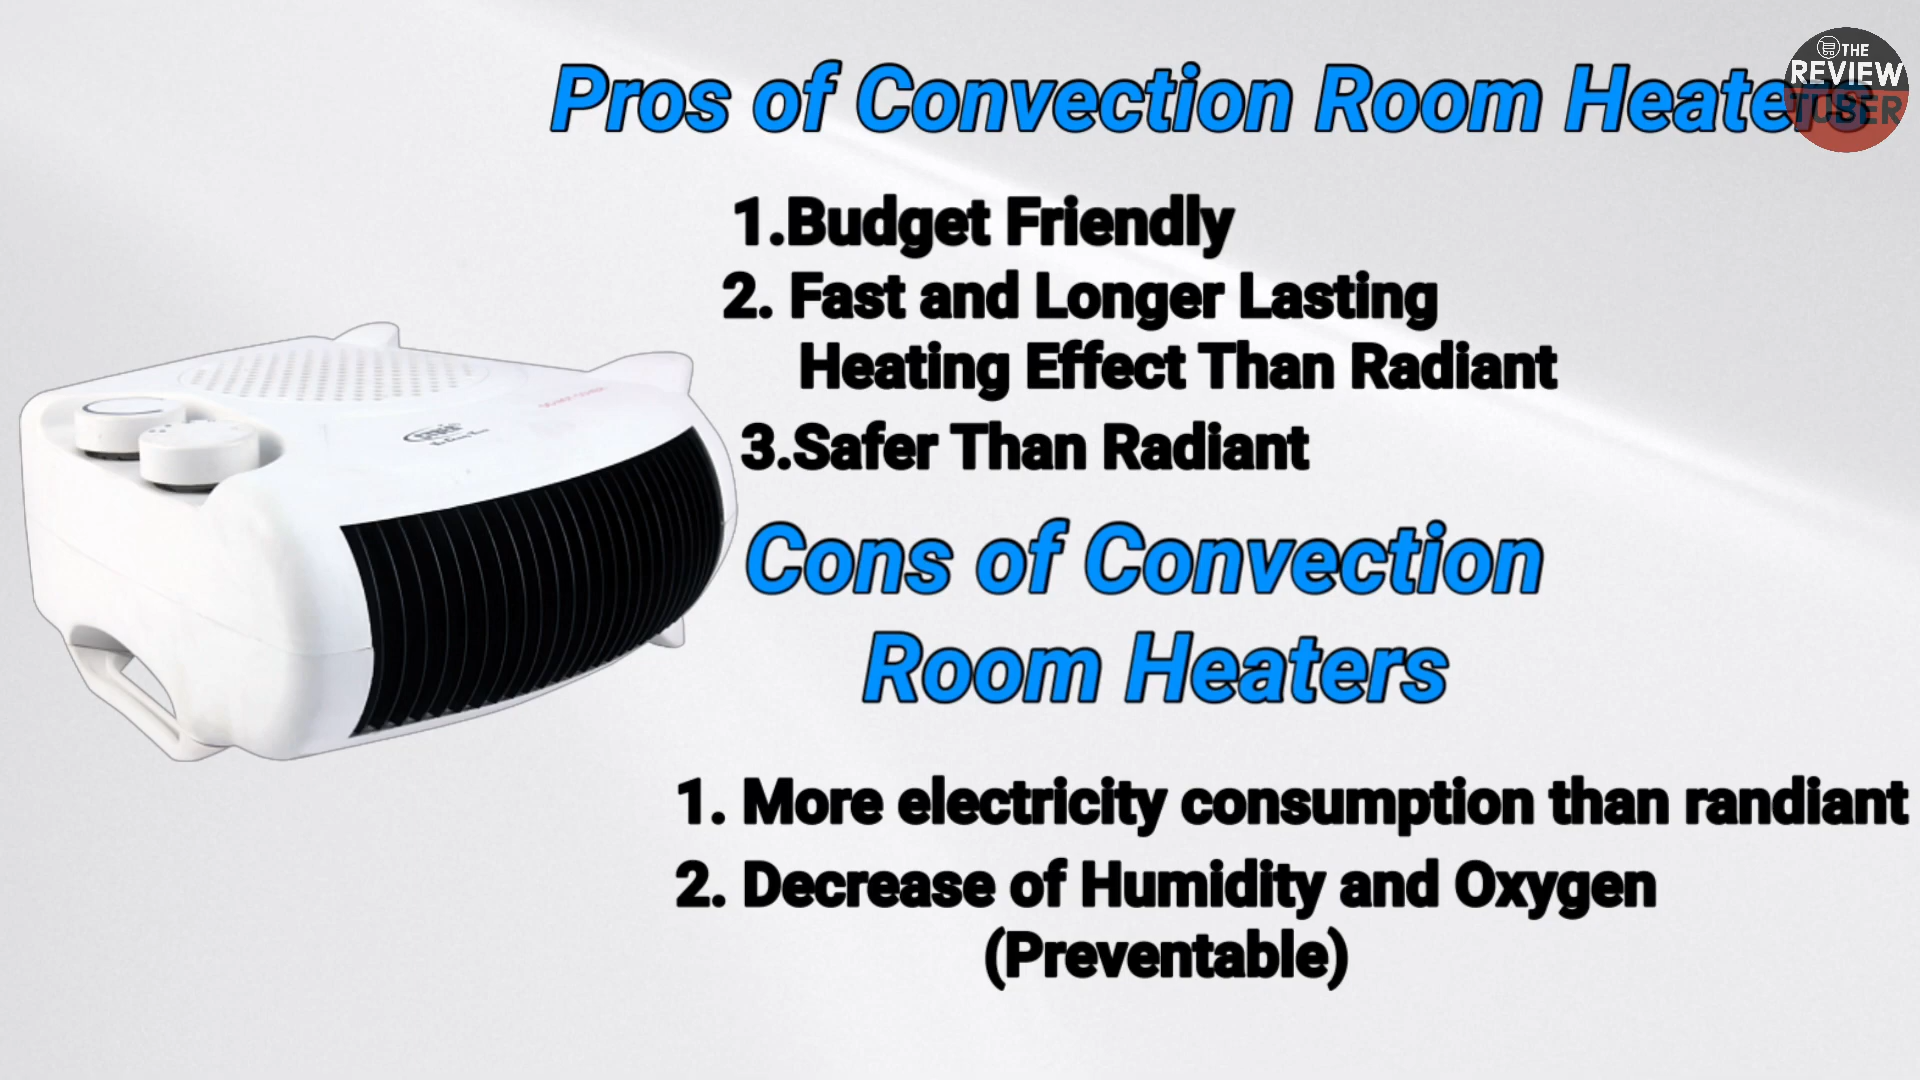 Pros of Convection Room Heaters
THE
REVIEW
TUBER
1.Budget Friendly
2. Fast and Longer Lasting
Heating Effect Than Radiant
3.Safer Than Radiant
Cons of Convection
Room Heaters
1. More electricity consumption than randiant
2. Decrease of Humidity and Oxygen
(Preventable)